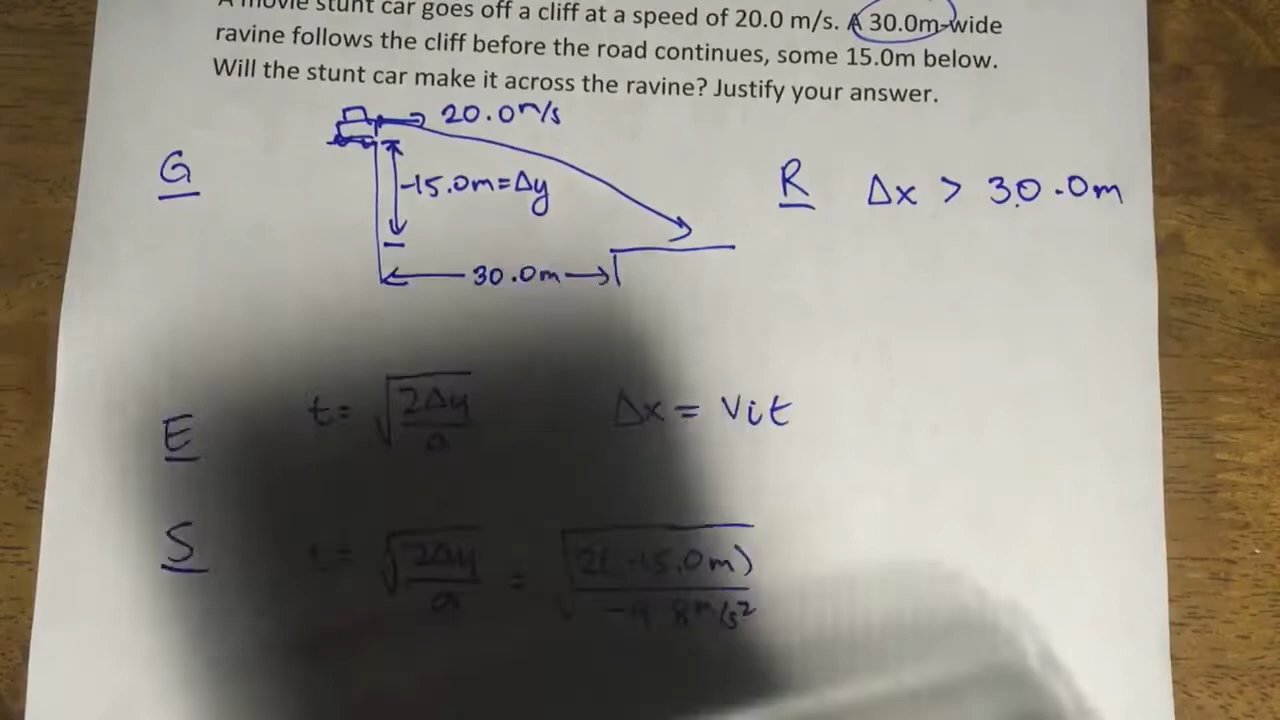 A movie stunt car goes off a cliff at a speed of 20.0 m/s. A 30.0m-wide
ravine follows the cliff before the road continues, some 15.0m below.
Will the stunt car make it across the ravine? Justify your answer.
20.0m/s
G
-15.0m=Δy
R Δx > 30.0m
30.0m
E t= √2Δy/a Δx = Vit
S t= √2Δy/a = √2(-15.0m)/-9.8m/s²